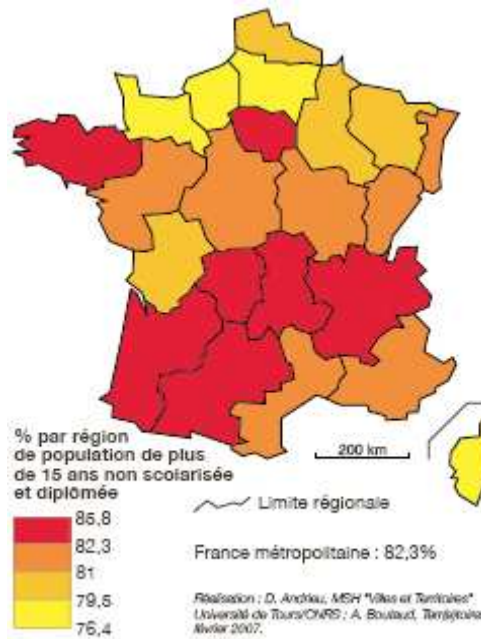 200 km
% par région
de population de plus
de 15 ans non scolarisée
et diplômée
85,8
82,3
81
79,5
76,4
Limite régionale
France métropolitaine : 82,3%
Réalisation : D. Andrieu, MSH "Villes et Territoires"
Université de Tours/CNRS ; A. Boulaud,
février 2007.